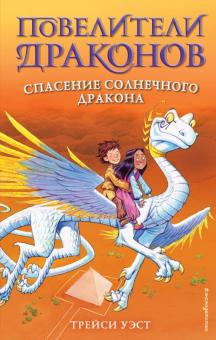 ПОВЕЛИТЕЛИ
ДРАКОНОВ
СПАСЕНИЕ СОЛНЕЧНОГО
ДРАКОНА
ТРЕЙСИ УЭСТ